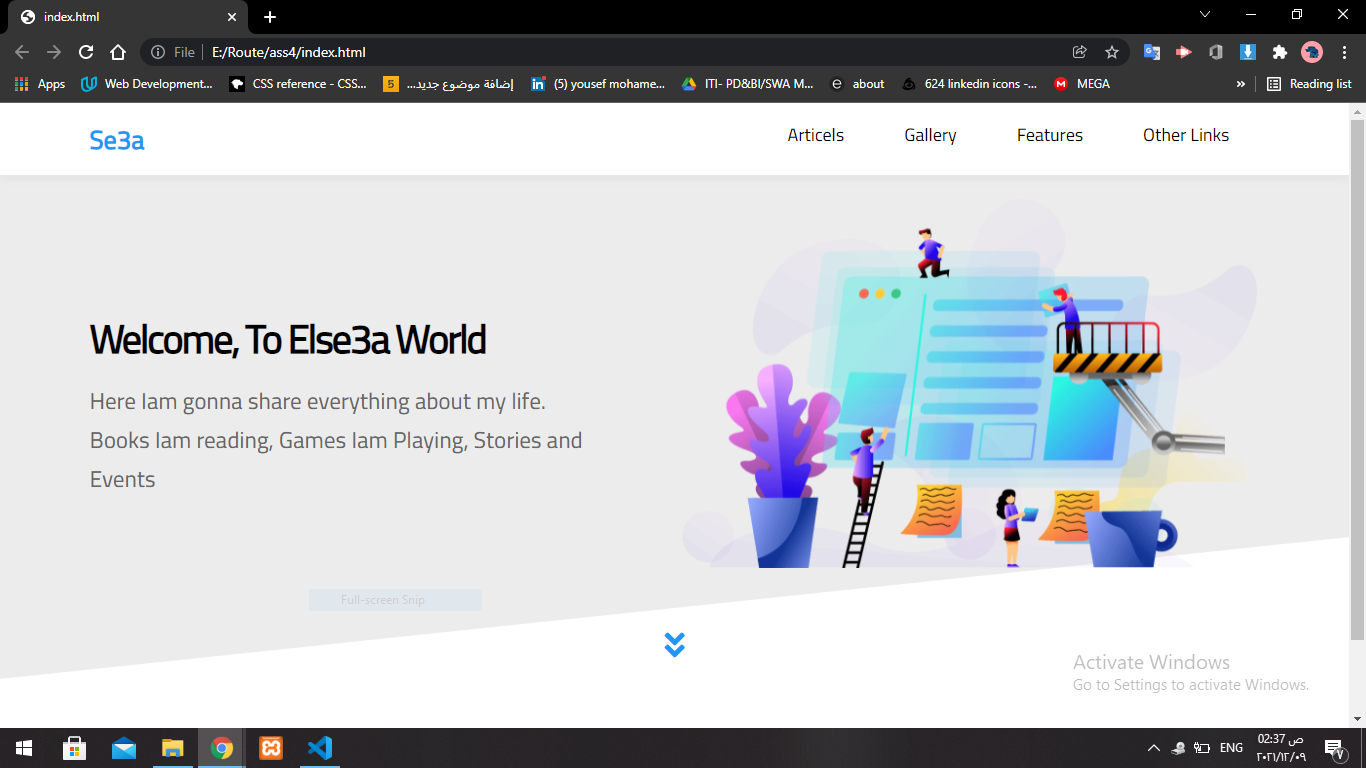 index.html
File
E:/Route/ass4/index.html
Apps
Web Development...
CSS reference - CSS...
5
إضافة موضوع جديد...
(5) yousef mohame...
ITI- PD&BI/SWA M...
about
624 linkedin icons -...
MEGA
»
Reading list
Se3a
Articels
Gallery
Features
Other Links
Welcome, To Else3a World
Here Iam gonna share everything about my life.
Books Iam reading, Games Iam Playing, Stories and
Events
Full-screen Snip
Activate Windows
Go to Settings to activate Windows.
ENG
02:37 ص
٢٠٢١/١٢/٠٩